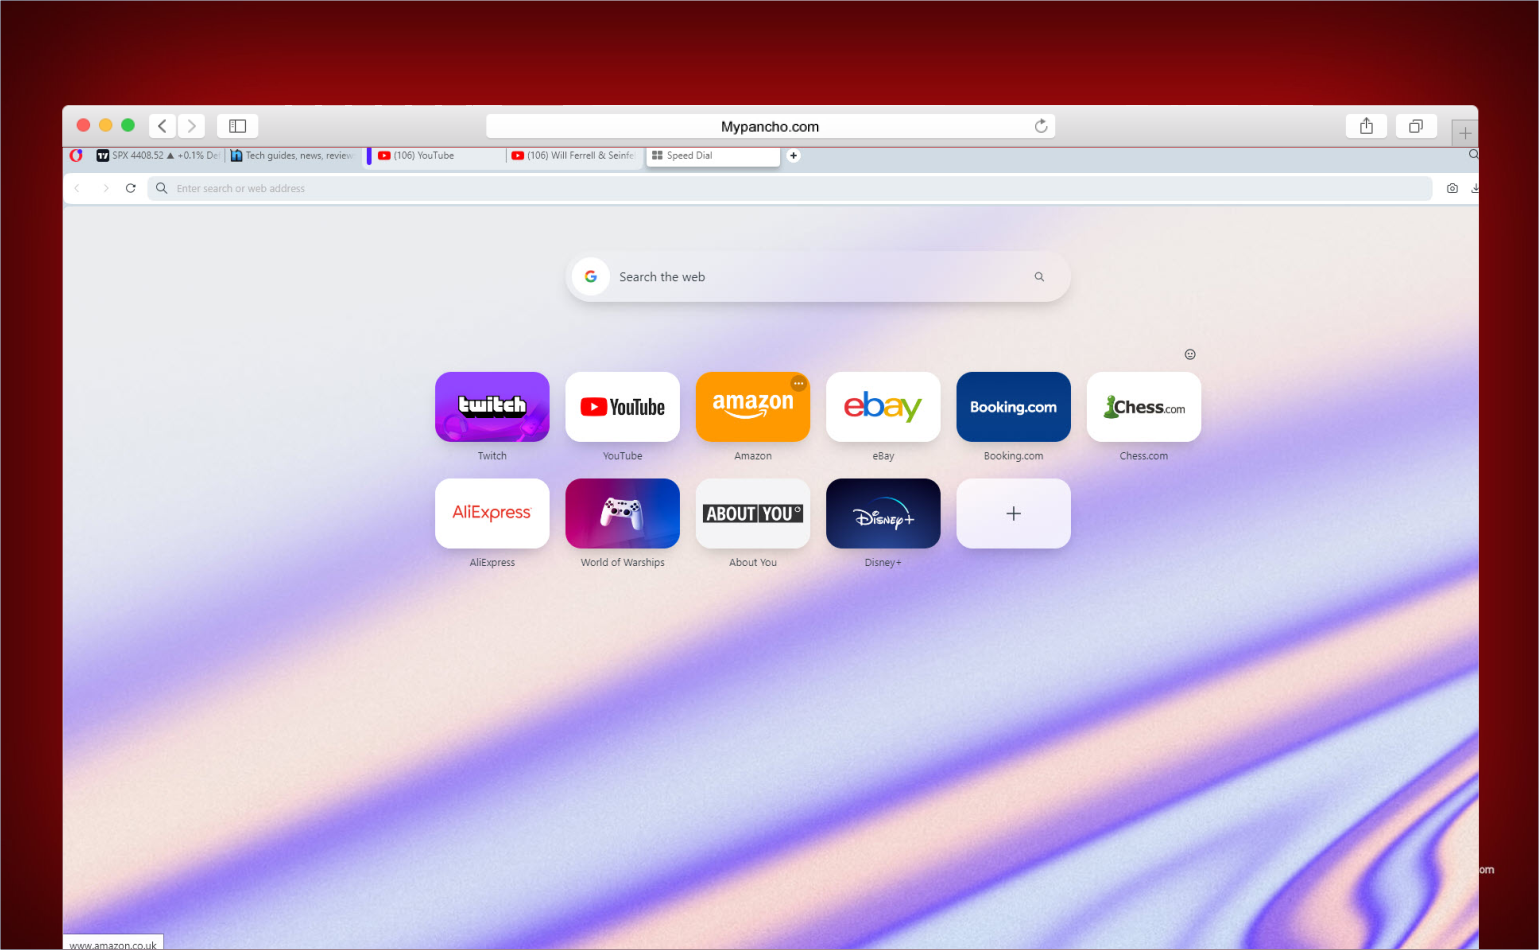 Mypancho.com
SPX 4408.52 ▲ +0.1% De
Tech guides, news, review
(106) YouTube
(106) Will Ferrell & Seinfe
Speed Dial
Enter search or web address
Search the web
twitch
YouTube
amazon
ebay
Booking.com
Chess.com
Twitch
YouTube
Amazon
eBay
Booking.com
Chess.com
AliExpress
ABOUT YOU
Disney+
AliExpress
World of Warships
About You
Disney+
om
www.amazon.co.uk